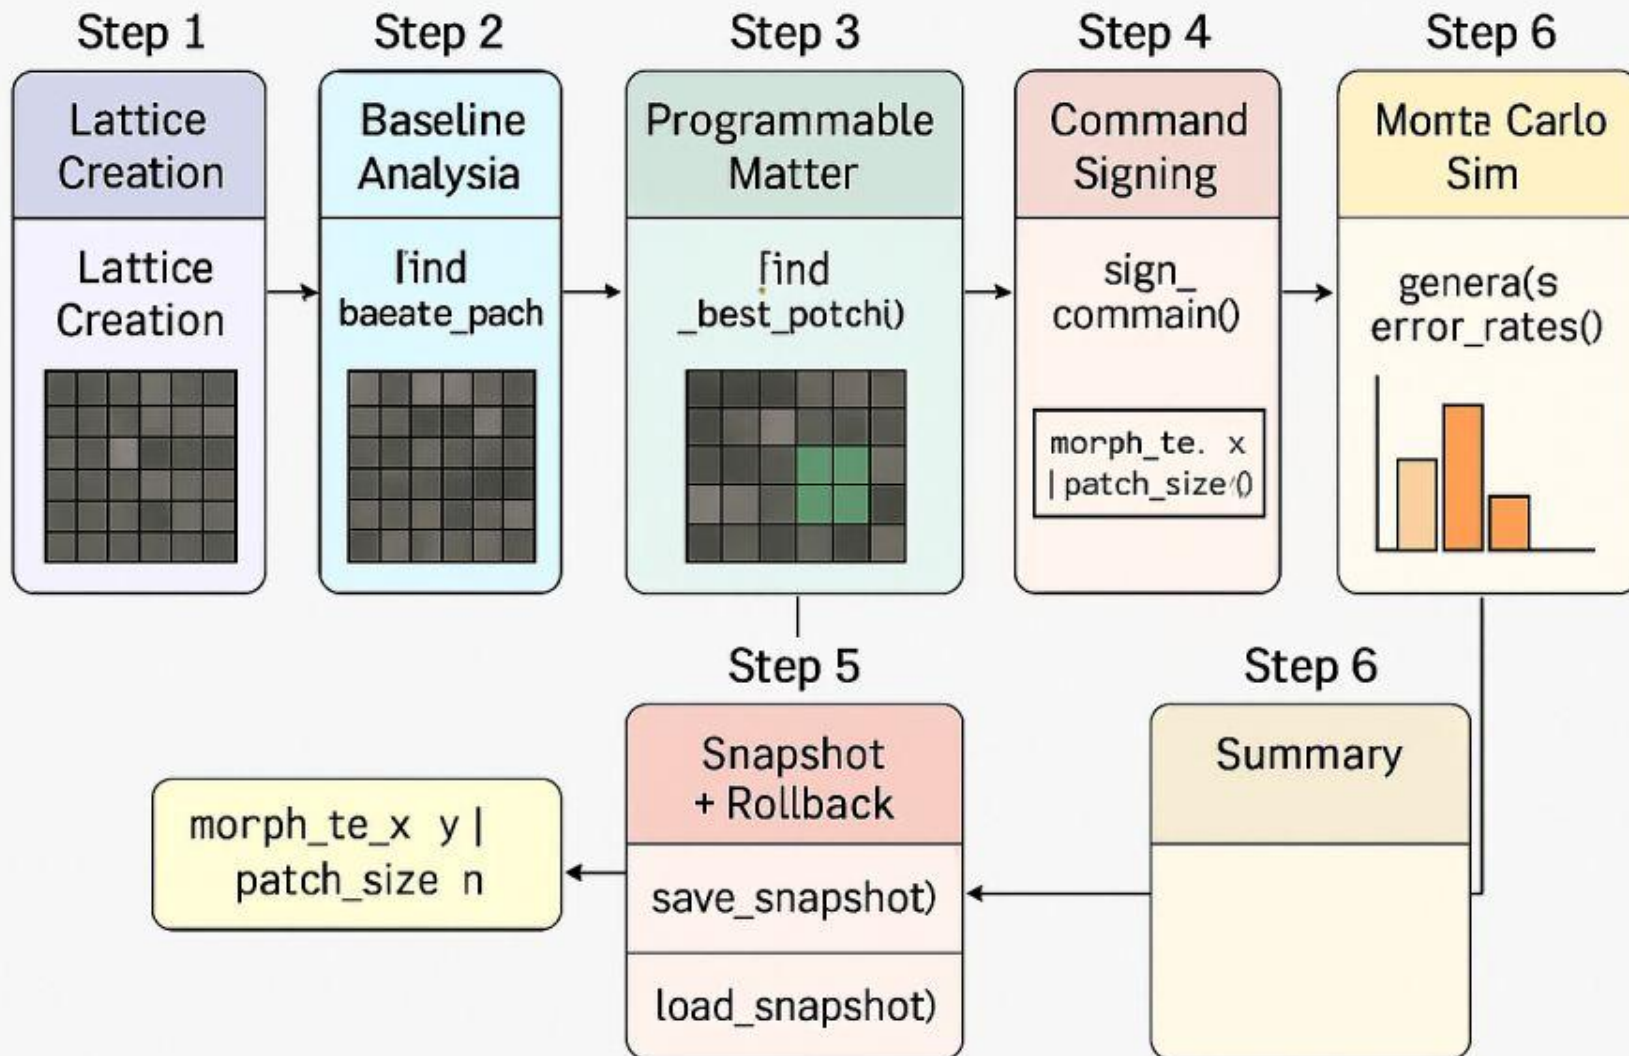 Step 1
Lattice
Creation
Lattice
Creation
Step 2
Baseline
Analysia
find
baeate_pach
Step 3
Programmable
Matter
find
_best_potchi)
Step 4
Command
Signing
sign_
commain()
morph_te. x
|patch_size/()
Step 6
Monta Carlo
Sim
genera(s
error_rates()
Step 5
Snapshot
+ Rollback
save_snapshot)
load_snapshot)
Step 6
Summary
morph_te_x y|
patch_size n